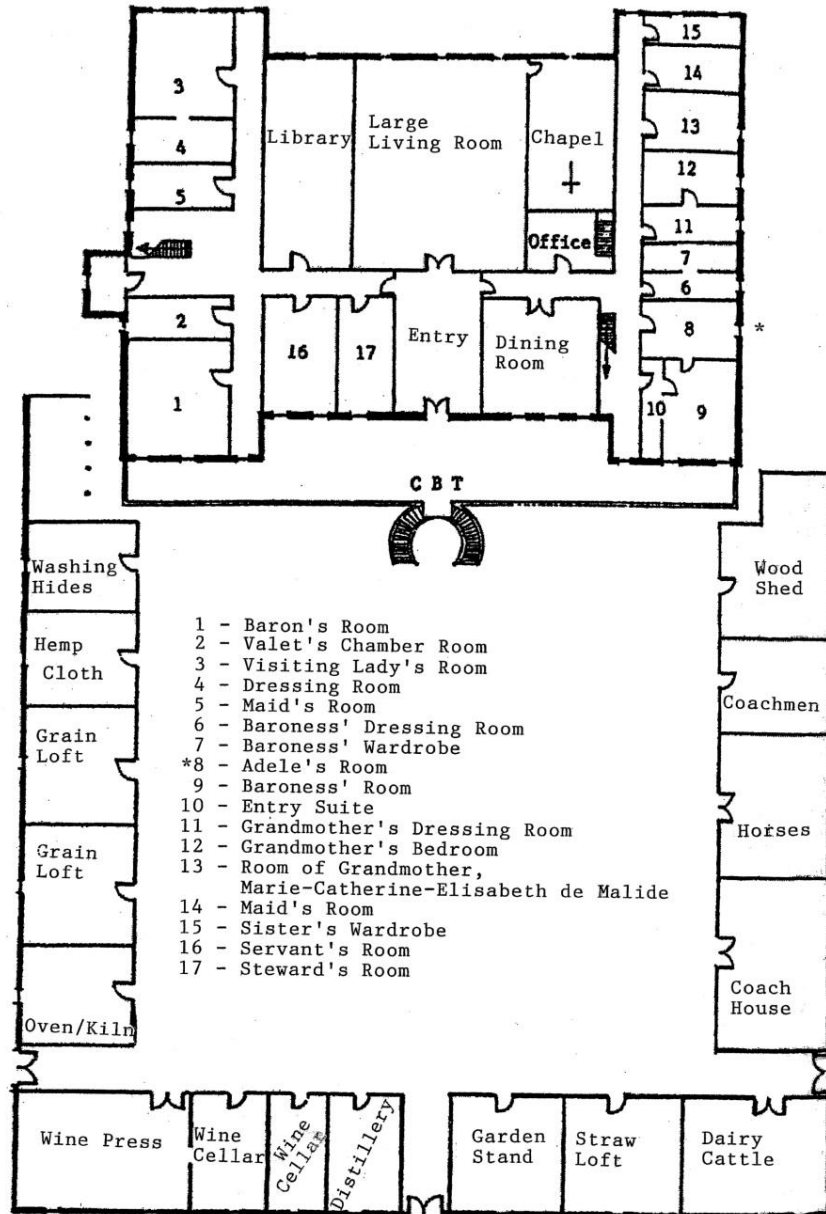 15
3
14
Library
Large
Living Room
Chapel
13
4
12
5
11
Office
7
6
2
16
17
Entry
Dining
Room
8
*
1
10
9
C B T
Washing
Hides
Wood
Shed
Hemp
Cloth
Coachmen
Grain
Loft
Horses
Grain
Loft
Coach
House
Oven/Kiln
1 - Baron's Room
2 - Valet's Chamber Room
3 - Visiting Lady's Room
4 - Dressing Room
5 - Maid's Room
6 - Baroness' Dressing Room
7 - Baroness' Wardrobe
*8 - Adele's Room
9 - Baroness' Room
10 - Entry Suite
11 - Grandmother's Dressing Room
12 - Grandmother's Bedroom
13 - Room of Grandmother,
Marie-Catherine-Elisabeth de Malide
14 - Maid's Room
15 - Sister's Wardrobe
16 - Servant's Room
17 - Steward's Room
Wine Press
Wine
Cellar
Wine
Cellar
Distillery
Garden
Stand
Straw
Loft
Dairy
Cattle